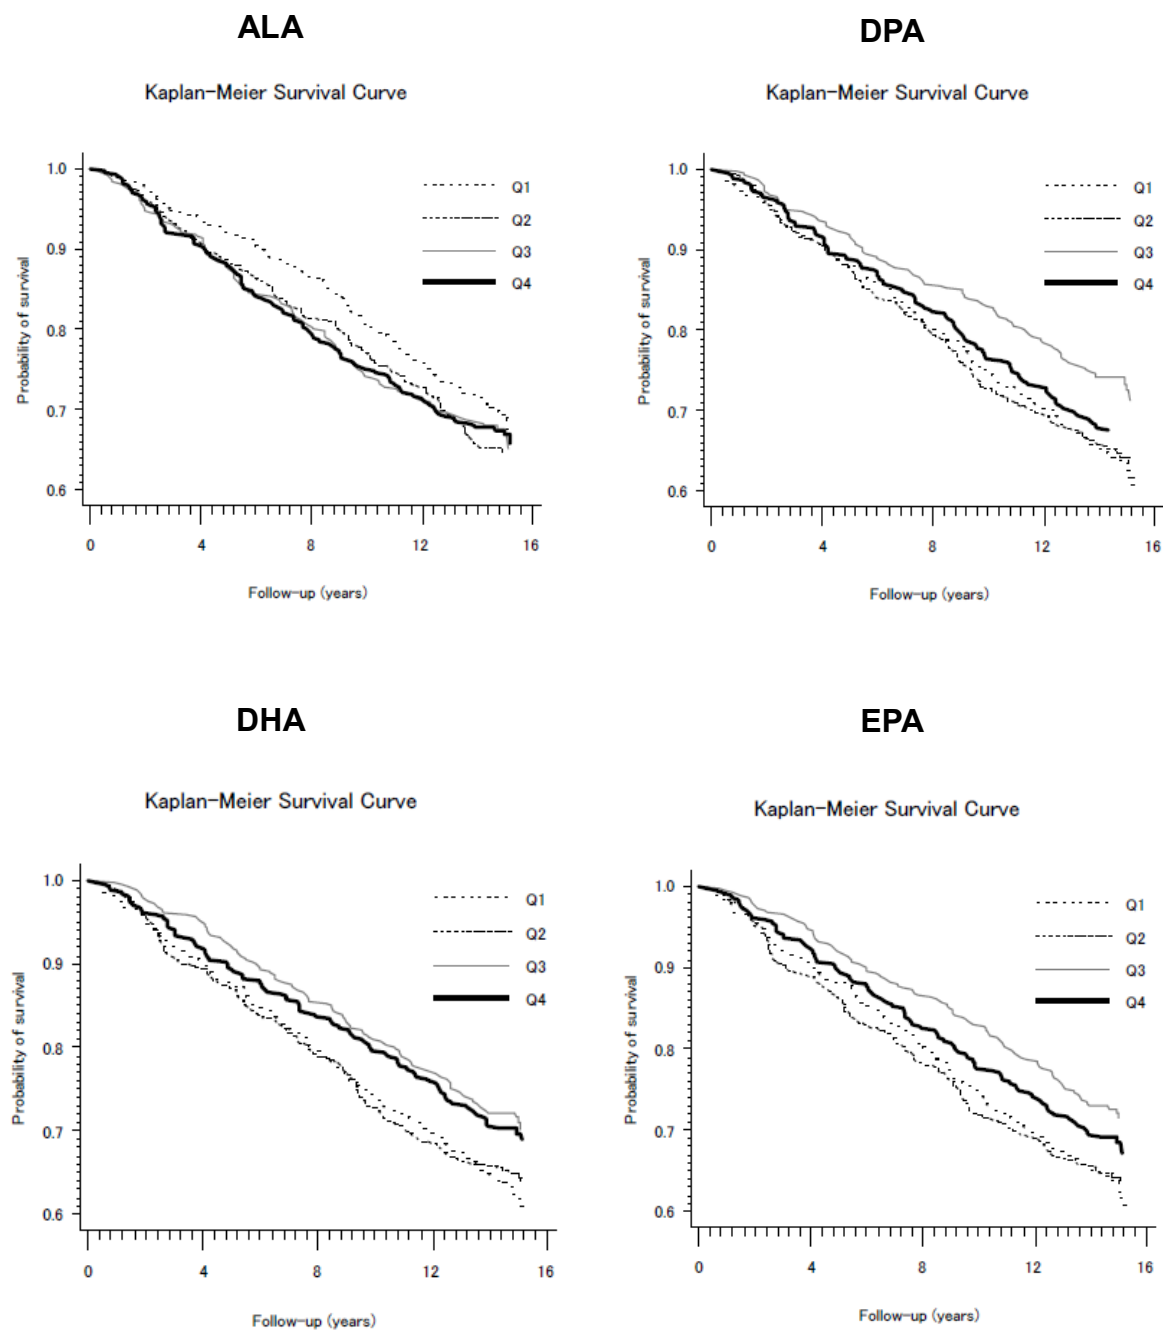 ALA
Kaplan-Meier Survival Curve
Probability of survival
1.0
0.9
0.8
0.7
0.6
Q1
Q2
Q3
Q4
0 4 8 12 16
Follow-up (years)
DPA
Kaplan-Meier Survival Curve
Probability of survival
1.0
0.9
0.8
0.7
0.6
Q1
Q2
Q3
Q4
0 4 8 12 16
Follow-up (years)
DHA
Kaplan-Meier Survival Curve
Probability of survival
1.0
0.9
0.8
0.7
0.6
Q1
Q2
Q3
Q4
0 4 8 12 16
Follow-up (years)
EPA
Kaplan-Meier Survival Curve
Probability of survival
1.0
0.9
0.8
0.7
0.6
Q1
Q2
Q3
Q4
0 4 8 12 16
Follow-up (years)